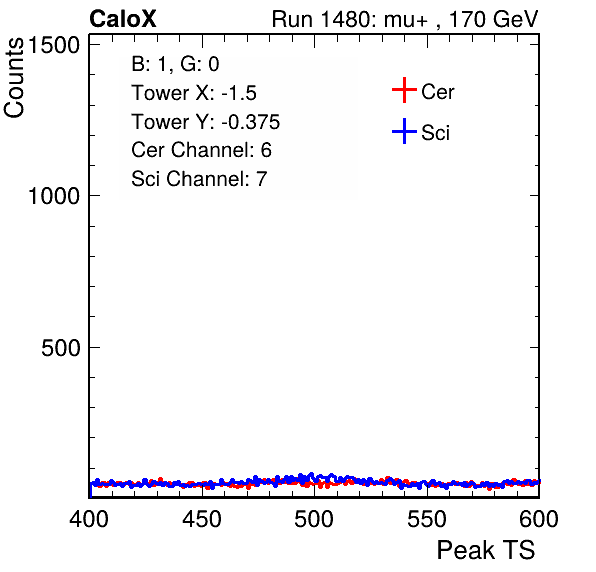 CaloX Run 1480: mu+ , 170 GeV
Counts
1500
1000
500
B: 1, G: 0
Tower X: -1.5
Tower Y: -0.375
Cer Channel: 6
Sci Channel: 7
Cer
Sci
400 450 500 550 600
Peak TS